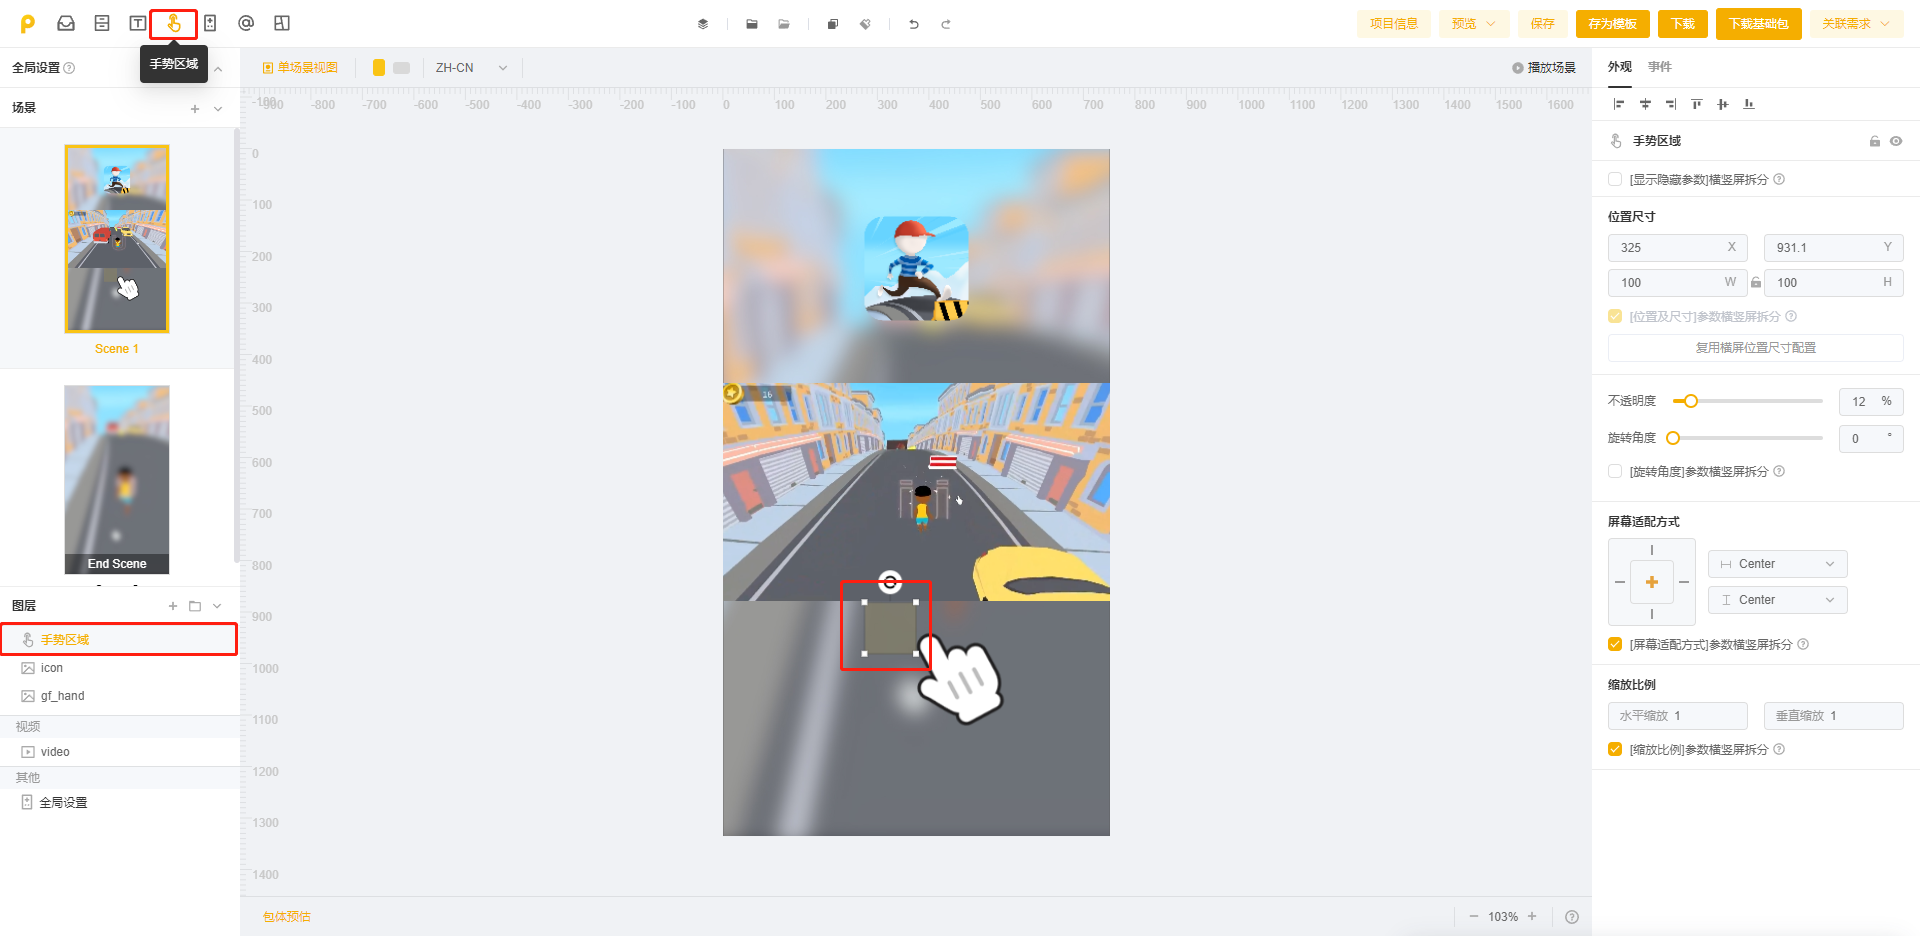 项目信息
预览
保存
存为模板
下载
下载基础包
关联需求
手势区域
全局设置
单场景视图
ZH-CN
播放场景
外观
事件
场景
-100
-900 -800 -700 -600 -500 -400 -300 -200 -100 0 100 200 300 400 500 600 700 800 900 1000 1100 1200 1300 1400 1500 1600
0
100
200
300
400
500
600
700
800
900
1000
1100
1200
1300
1400
16
Scene 1
End Scene
图层
手势区域
icon
gf_hand
视频
video
其他
全局设置
手势区域
[显示隐藏参数]横竖屏拆分
位置尺寸
325 X
931.1 Y
100 W
100 H
[位置及尺寸]参数横竖屏拆分
复用横屏位置尺寸配置
不透明度
12 %
旋转角度
0 °
[旋转角度]参数横竖屏拆分
屏幕适配方式
Center
Center
[屏幕适配方式]参数横竖屏拆分
缩放比例
水平缩放 1
垂直缩放 1
[缩放比例]参数横竖屏拆分
包体预估
103%